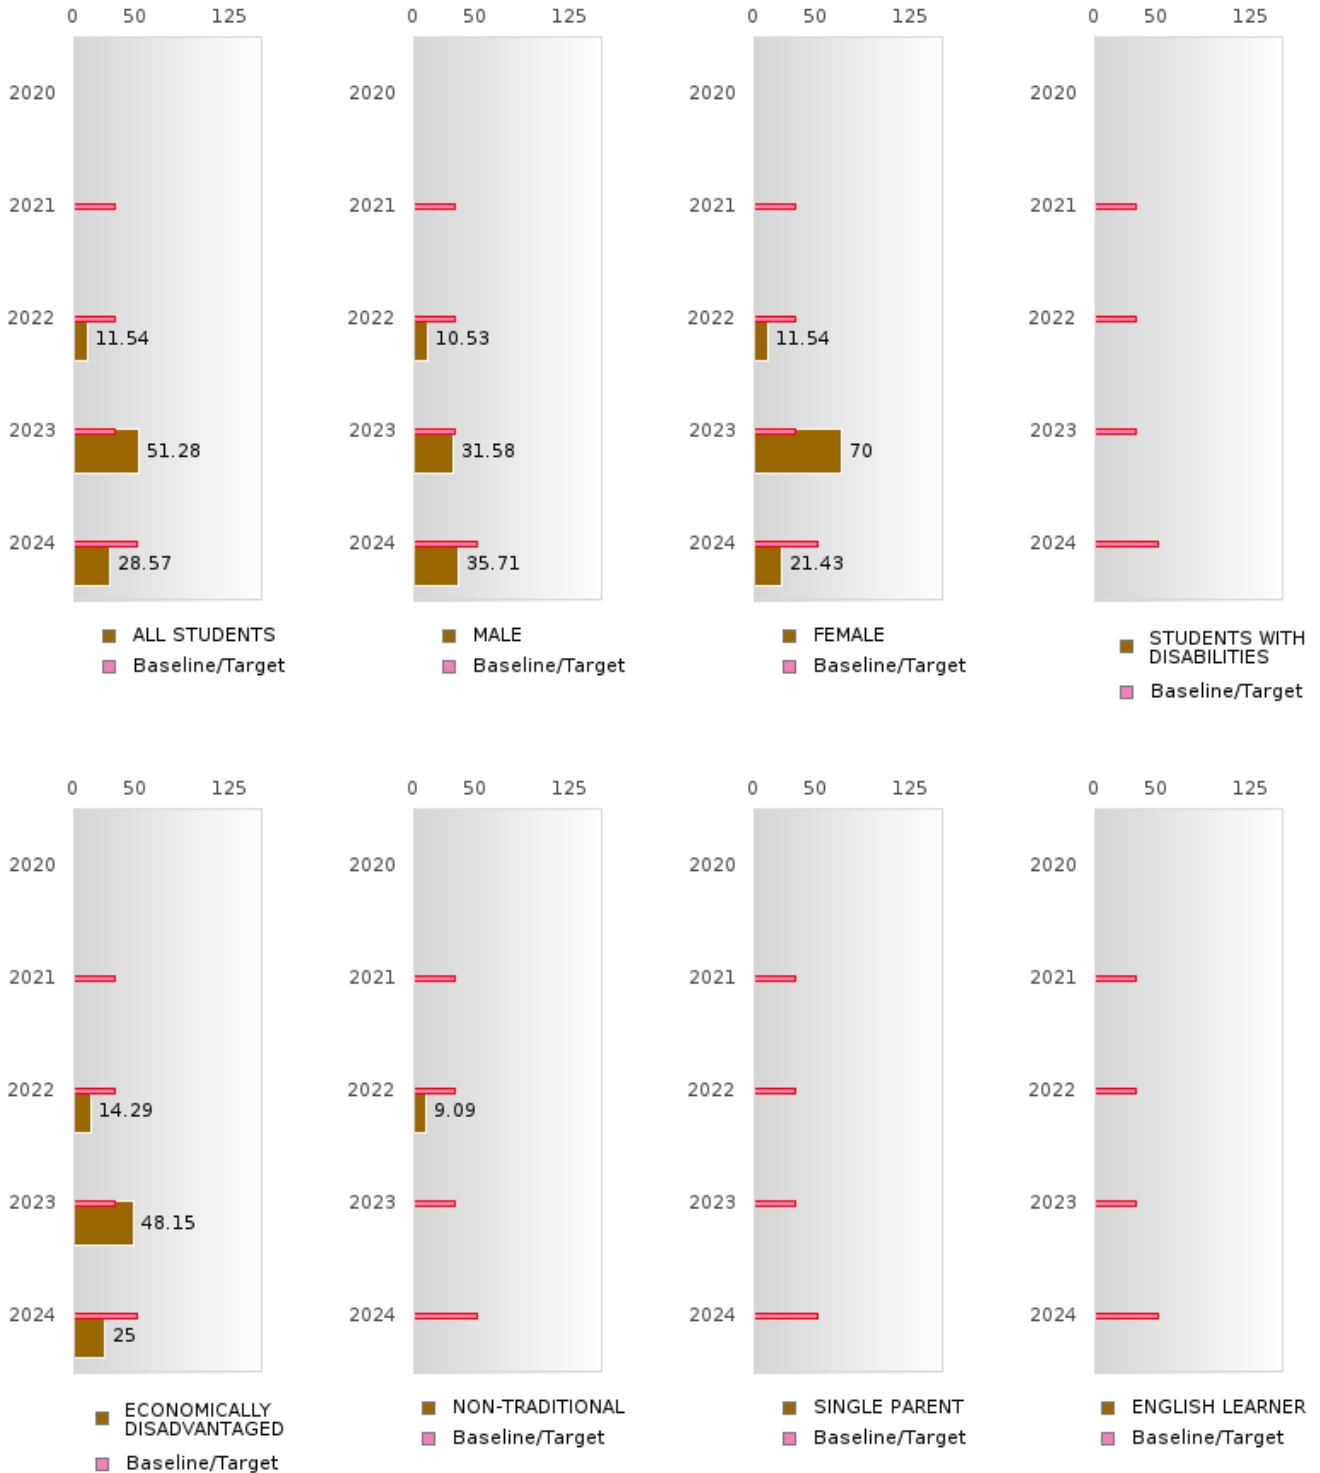 0 50 125
2020
2021
2022
11.54
2023
51.28
2024
28.57
ALL STUDENTS
Baseline/Target
0 50 125
2020
2021
2022
10.53
2023
31.58
2024
35.71
MALE
Baseline/Target
0 50 125
2020
2021
2022
11.54
2023
70
2024
21.43
FEMALE
Baseline/Target
0 50 125
2020
2021
2022
2023
2024
STUDENTS WITH
DISABILITIES
Baseline/Target
0 50 125
2020
2021
2022
14.29
2023
48.15
2024
25
ECONOMICALLY
DISADVANTAGED
Baseline/Target
0 50 125
2020
2021
2022
9.09
2023
2024
NON-TRADITIONAL
Baseline/Target
0 50 125
2020
2021
2022
2023
2024
SINGLE PARENT
Baseline/Target
0 50 125
2020
2021
2022
2023
2024
ENGLISH LEARNER
Baseline/Target